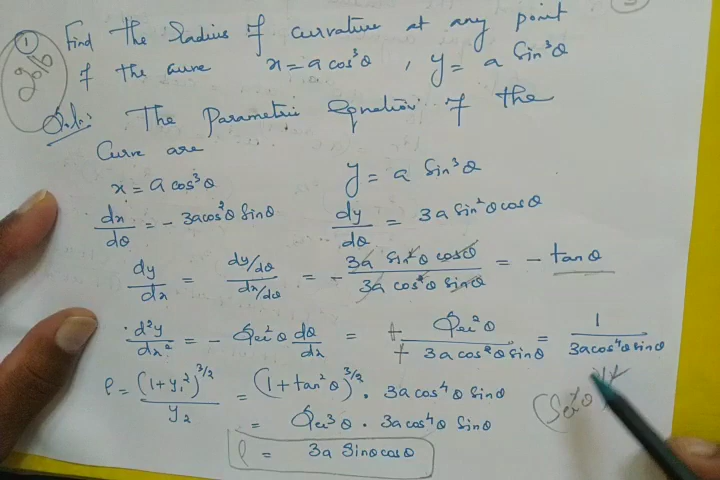 ① Find the Radius of curvature at any point
of the curve x = a cos³θ , y = a Sin³θ
Soln: The Parametric Equation of the
Curve are
x = a cos³θ y = a Sin³θ
dx/dθ = - 3a cos²θ Sinθ dy/dθ = 3a Sin²θ cosθ
dy/dx = (dy/dθ)/(dx/dθ) = - (3a Sin²θ cosθ)/(3a cos²θ Sinθ) = - tanθ
d²y/dx² = - Sec²θ dθ/dx = + Sec²θ/(+ 3a cos²θ Sinθ) = 1/(3a cos⁴θ Sinθ)
ρ = (1+y₁²)^3/2 / y₂ = (1+tan²θ)^3/2 · 3a cos⁴θ Sinθ
= Sec³θ · 3a cos⁴θ Sinθ
ρ = 3a Sinθ cosθ